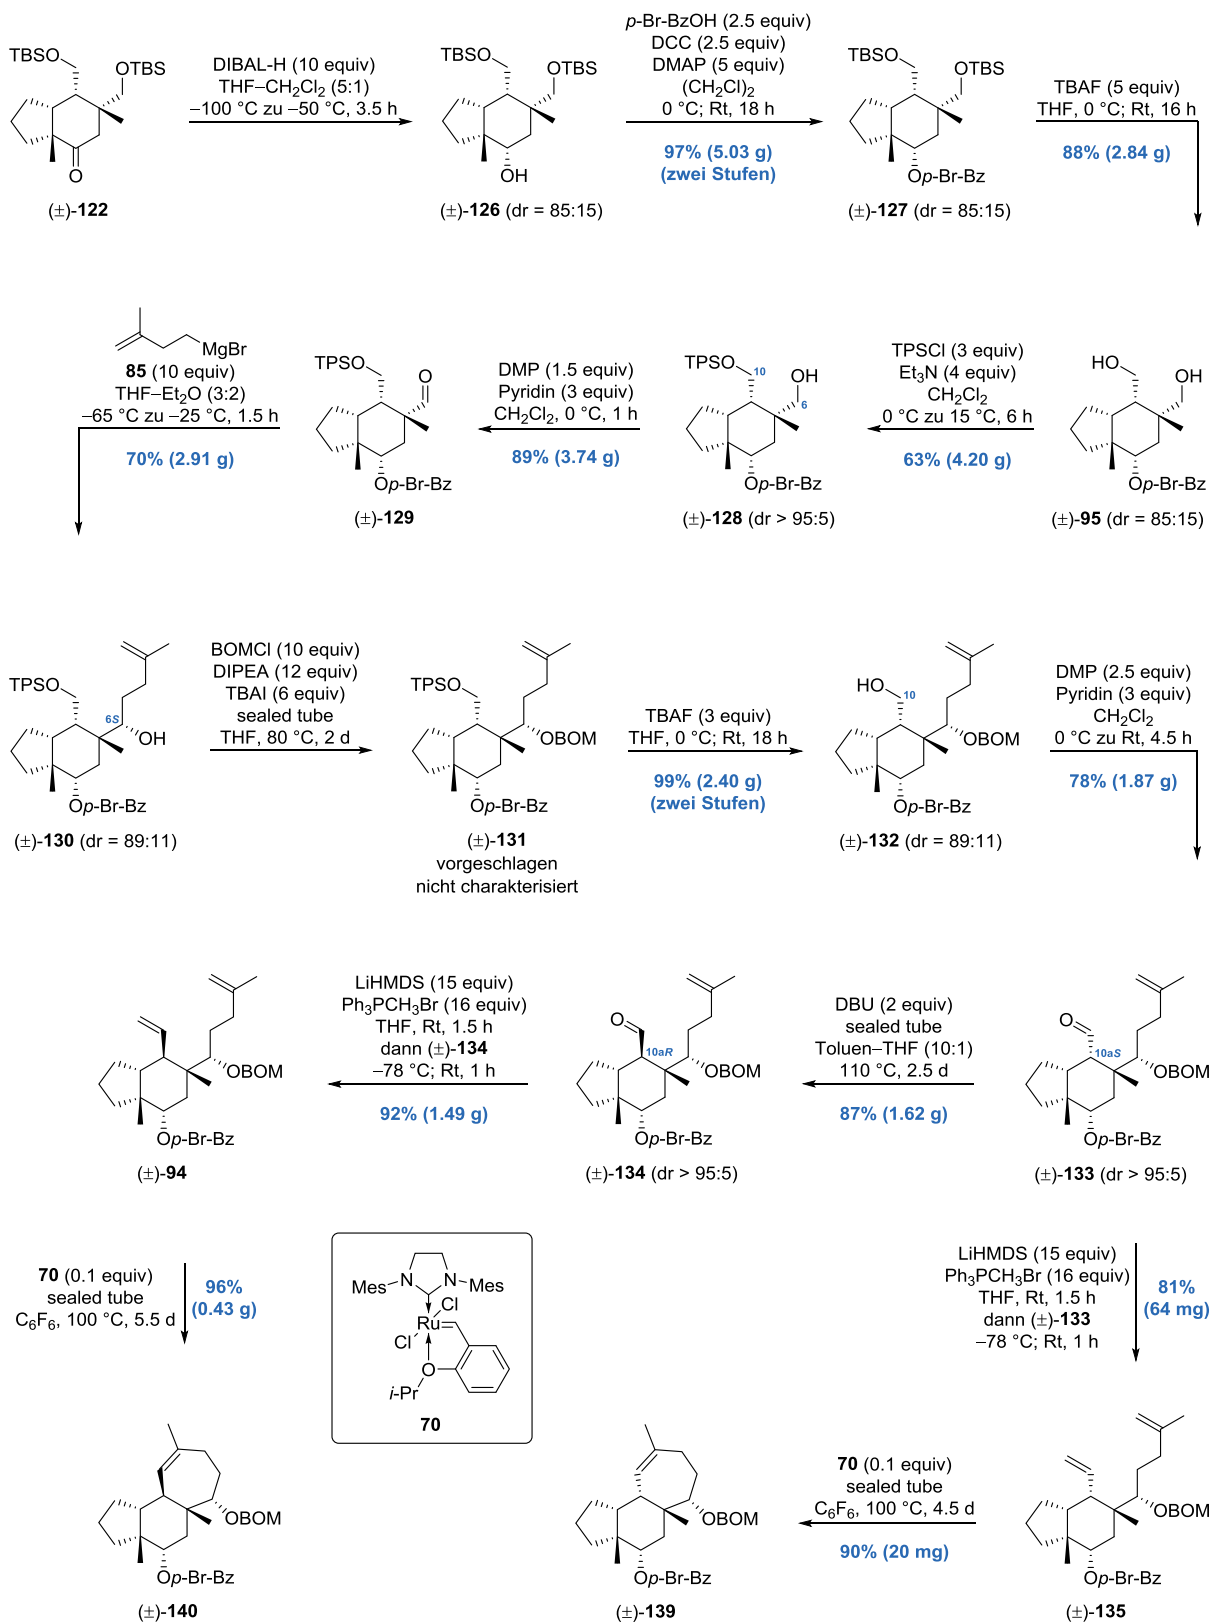 TBSO
OTBS
O
(±)-122
DIBAL-H (10 equiv)
THF–CH2Cl2 (5:1)
–100 °C zu –50 °C, 3.5 h
TBSO
OTBS
OH
(±)-126 (dr = 85:15)
p-Br-BzOH (2.5 equiv)
DCC (2.5 equiv)
DMAP (5 equiv)
(CH2Cl)2
0 °C; Rt, 18 h
97% (5.03 g)
(zwei Stufen)
TBSO
OTBS
Op-Br-Bz
(±)-127 (dr = 85:15)
TBAF (5 equiv)
THF, 0 °C; Rt, 16 h
88% (2.84 g)
MgBr
85 (10 equiv)
THF–Et2O (3:2)
–65 °C zu –25 °C, 1.5 h
70% (2.91 g)
TPSO
O
Op-Br-Bz
(±)-129
DMP (1.5 equiv)
Pyridin (3 equiv)
CH2Cl2, 0 °C, 1 h
89% (3.74 g)
TPSO
10
OH
6
Op-Br-Bz
(±)-128 (dr > 95:5)
TPSCl (3 equiv)
Et3N (4 equiv)
CH2Cl2
0 °C zu 15 °C, 6 h
63% (4.20 g)
HO
OH
Op-Br-Bz
(±)-95 (dr = 85:15)
TPSO
6S
OH
Op-Br-Bz
(±)-130 (dr = 89:11)
BOMCl (10 equiv)
DIPEA (12 equiv)
TBAI (6 equiv)
sealed tube
THF, 80 °C, 2 d
TPSO
OBOM
Op-Br-Bz
(±)-131
vorgeschlagen
nicht charakterisiert
TBAF (3 equiv)
THF, 0 °C; Rt, 18 h
99% (2.40 g)
(zwei Stufen)
HO
10
OBOM
Op-Br-Bz
(±)-132 (dr = 89:11)
DMP (2.5 equiv)
Pyridin (3 equiv)
CH2Cl2
0 °C zu Rt, 4.5 h
78% (1.87 g)
OBOM
Op-Br-Bz
(±)-94
LiHMDS (15 equiv)
Ph3PCH3Br (16 equiv)
THF, Rt, 1.5 h
dann (±)-134
–78 °C; Rt, 1 h
92% (1.49 g)
O
10aR
OBOM
Op-Br-Bz
(±)-134 (dr > 95:5)
DBU (2 equiv)
sealed tube
Toluen–THF (10:1)
110 °C, 2.5 d
87% (1.62 g)
O
10aS
OBOM
Op-Br-Bz
(±)-133 (dr > 95:5)
70 (0.1 equiv)
sealed tube
C6F6, 100 °C, 5.5 d
96%
(0.43 g)
Mes
N
N
Mes
Cl
Ru
Cl
O
i-Pr
70
LiHMDS (15 equiv)
Ph3PCH3Br (16 equiv)
THF, Rt, 1.5 h
dann (±)-133
–78 °C; Rt, 1 h
81%
(64 mg)
OBOM
Op-Br-Bz
(±)-140
OBOM
Op-Br-Bz
(±)-139
70 (0.1 equiv)
sealed tube
C6F6, 100 °C, 4.5 d
90% (20 mg)
OBOM
Op-Br-Bz
(±)-135